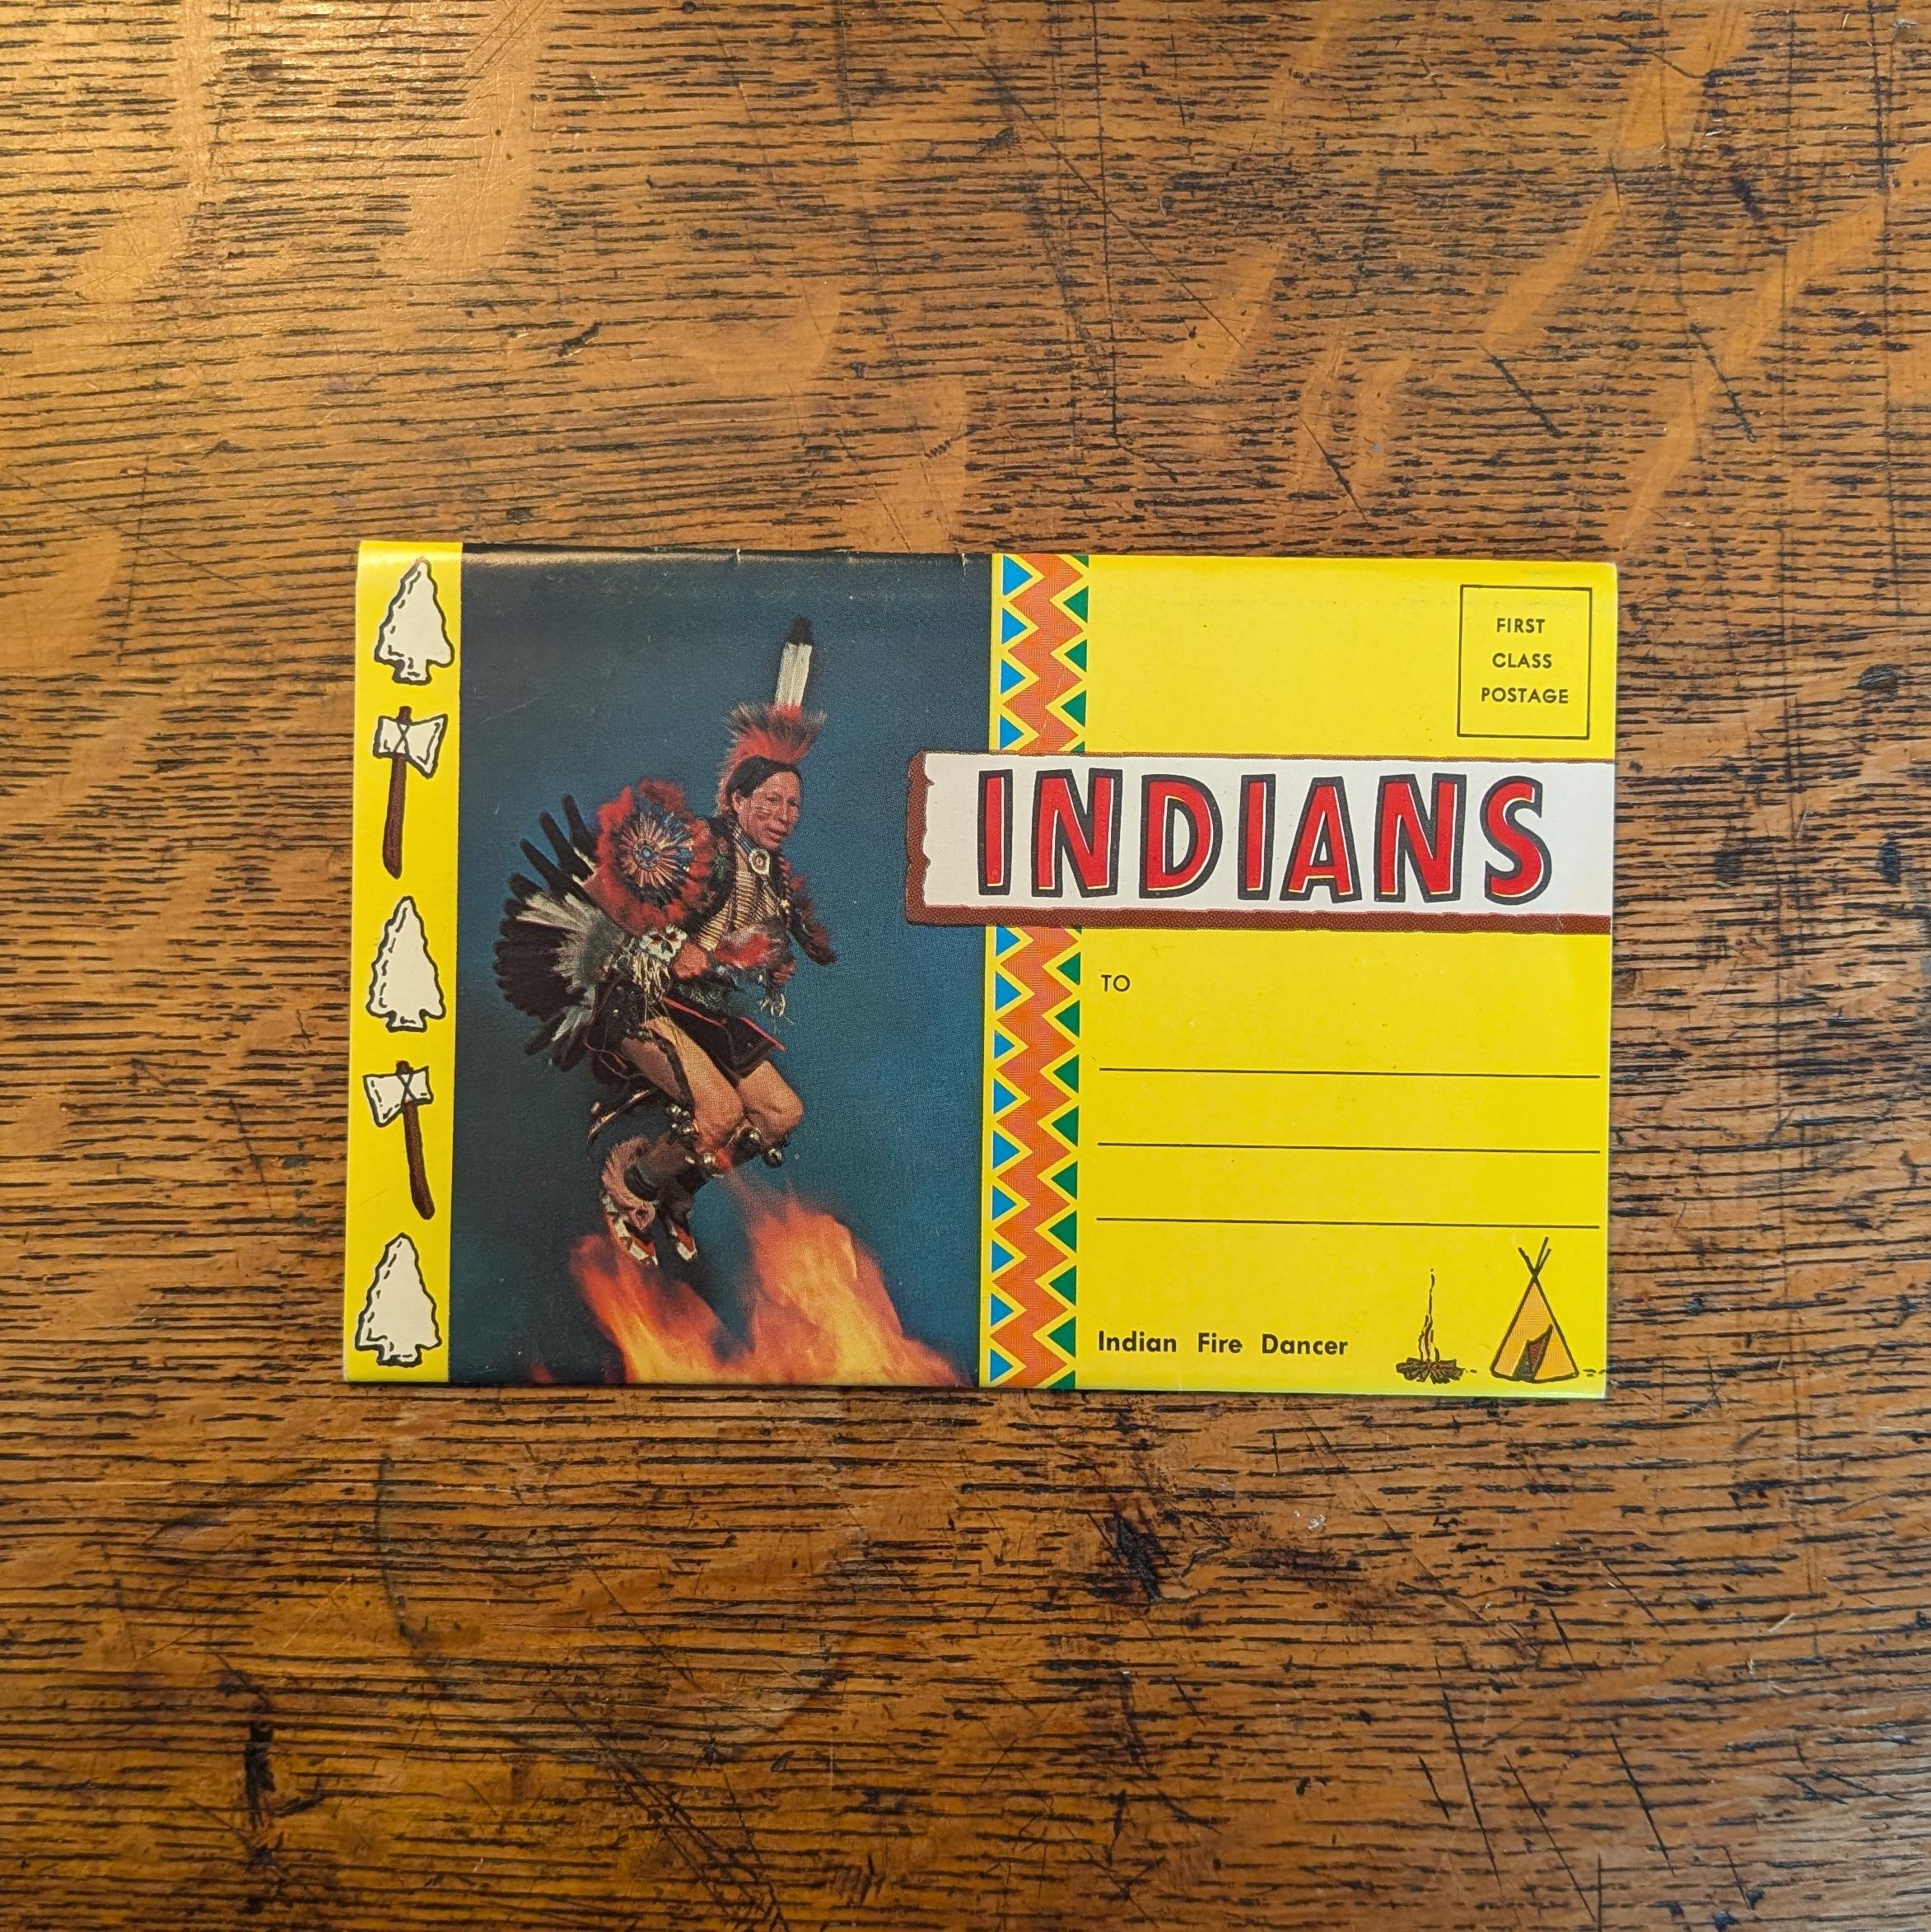 FIRST
CLASS
POSTAGE
INDIANS
TO
Indian Fire Dancer